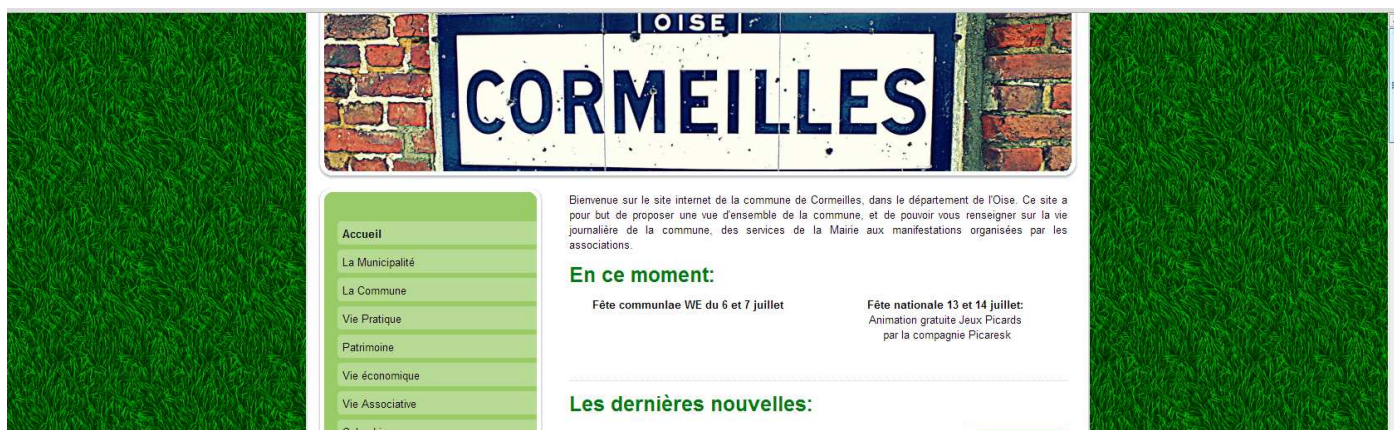 OISE
CORMEILLES
Accueil
La Municipalité
La Commune
Vie Pratique
Patrimoine
Vie économique
Vie Associative
Bienvenue sur le site internet de la commune de Cormeilles, dans le département de l'Oise. Ce site a
pour but de proposer une vue d'ensemble de la commune, et de pouvoir vous renseigner sur la vie
journalière de la commune, des services de la Mairie aux manifestations organisées par les
associations.
En ce moment:
Fête communlae WE du 6 et 7 juillet
Fête nationale 13 et 14 juillet:
Animation gratuite Jeux Picards
par la compagnie Picaresk
Les dernières nouvelles: